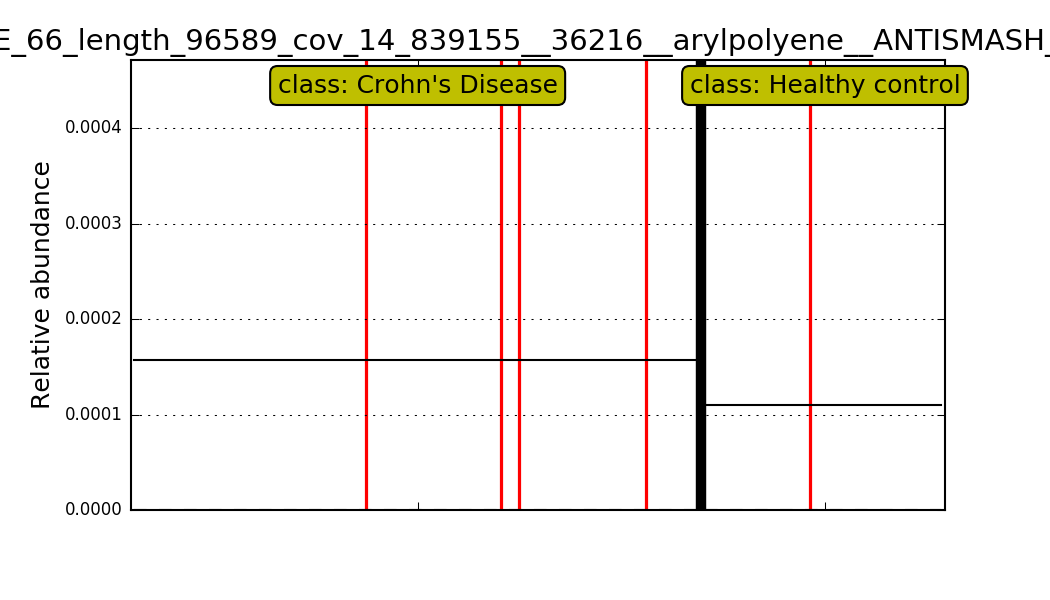 E_66_length_96589_cov_14_839155__36216__arylpolyene__ANTISMASH_
class: Crohn's Disease
class: Healthy control
Relative abundance
0.0004
0.0003
0.0002
0.0001
0.0000